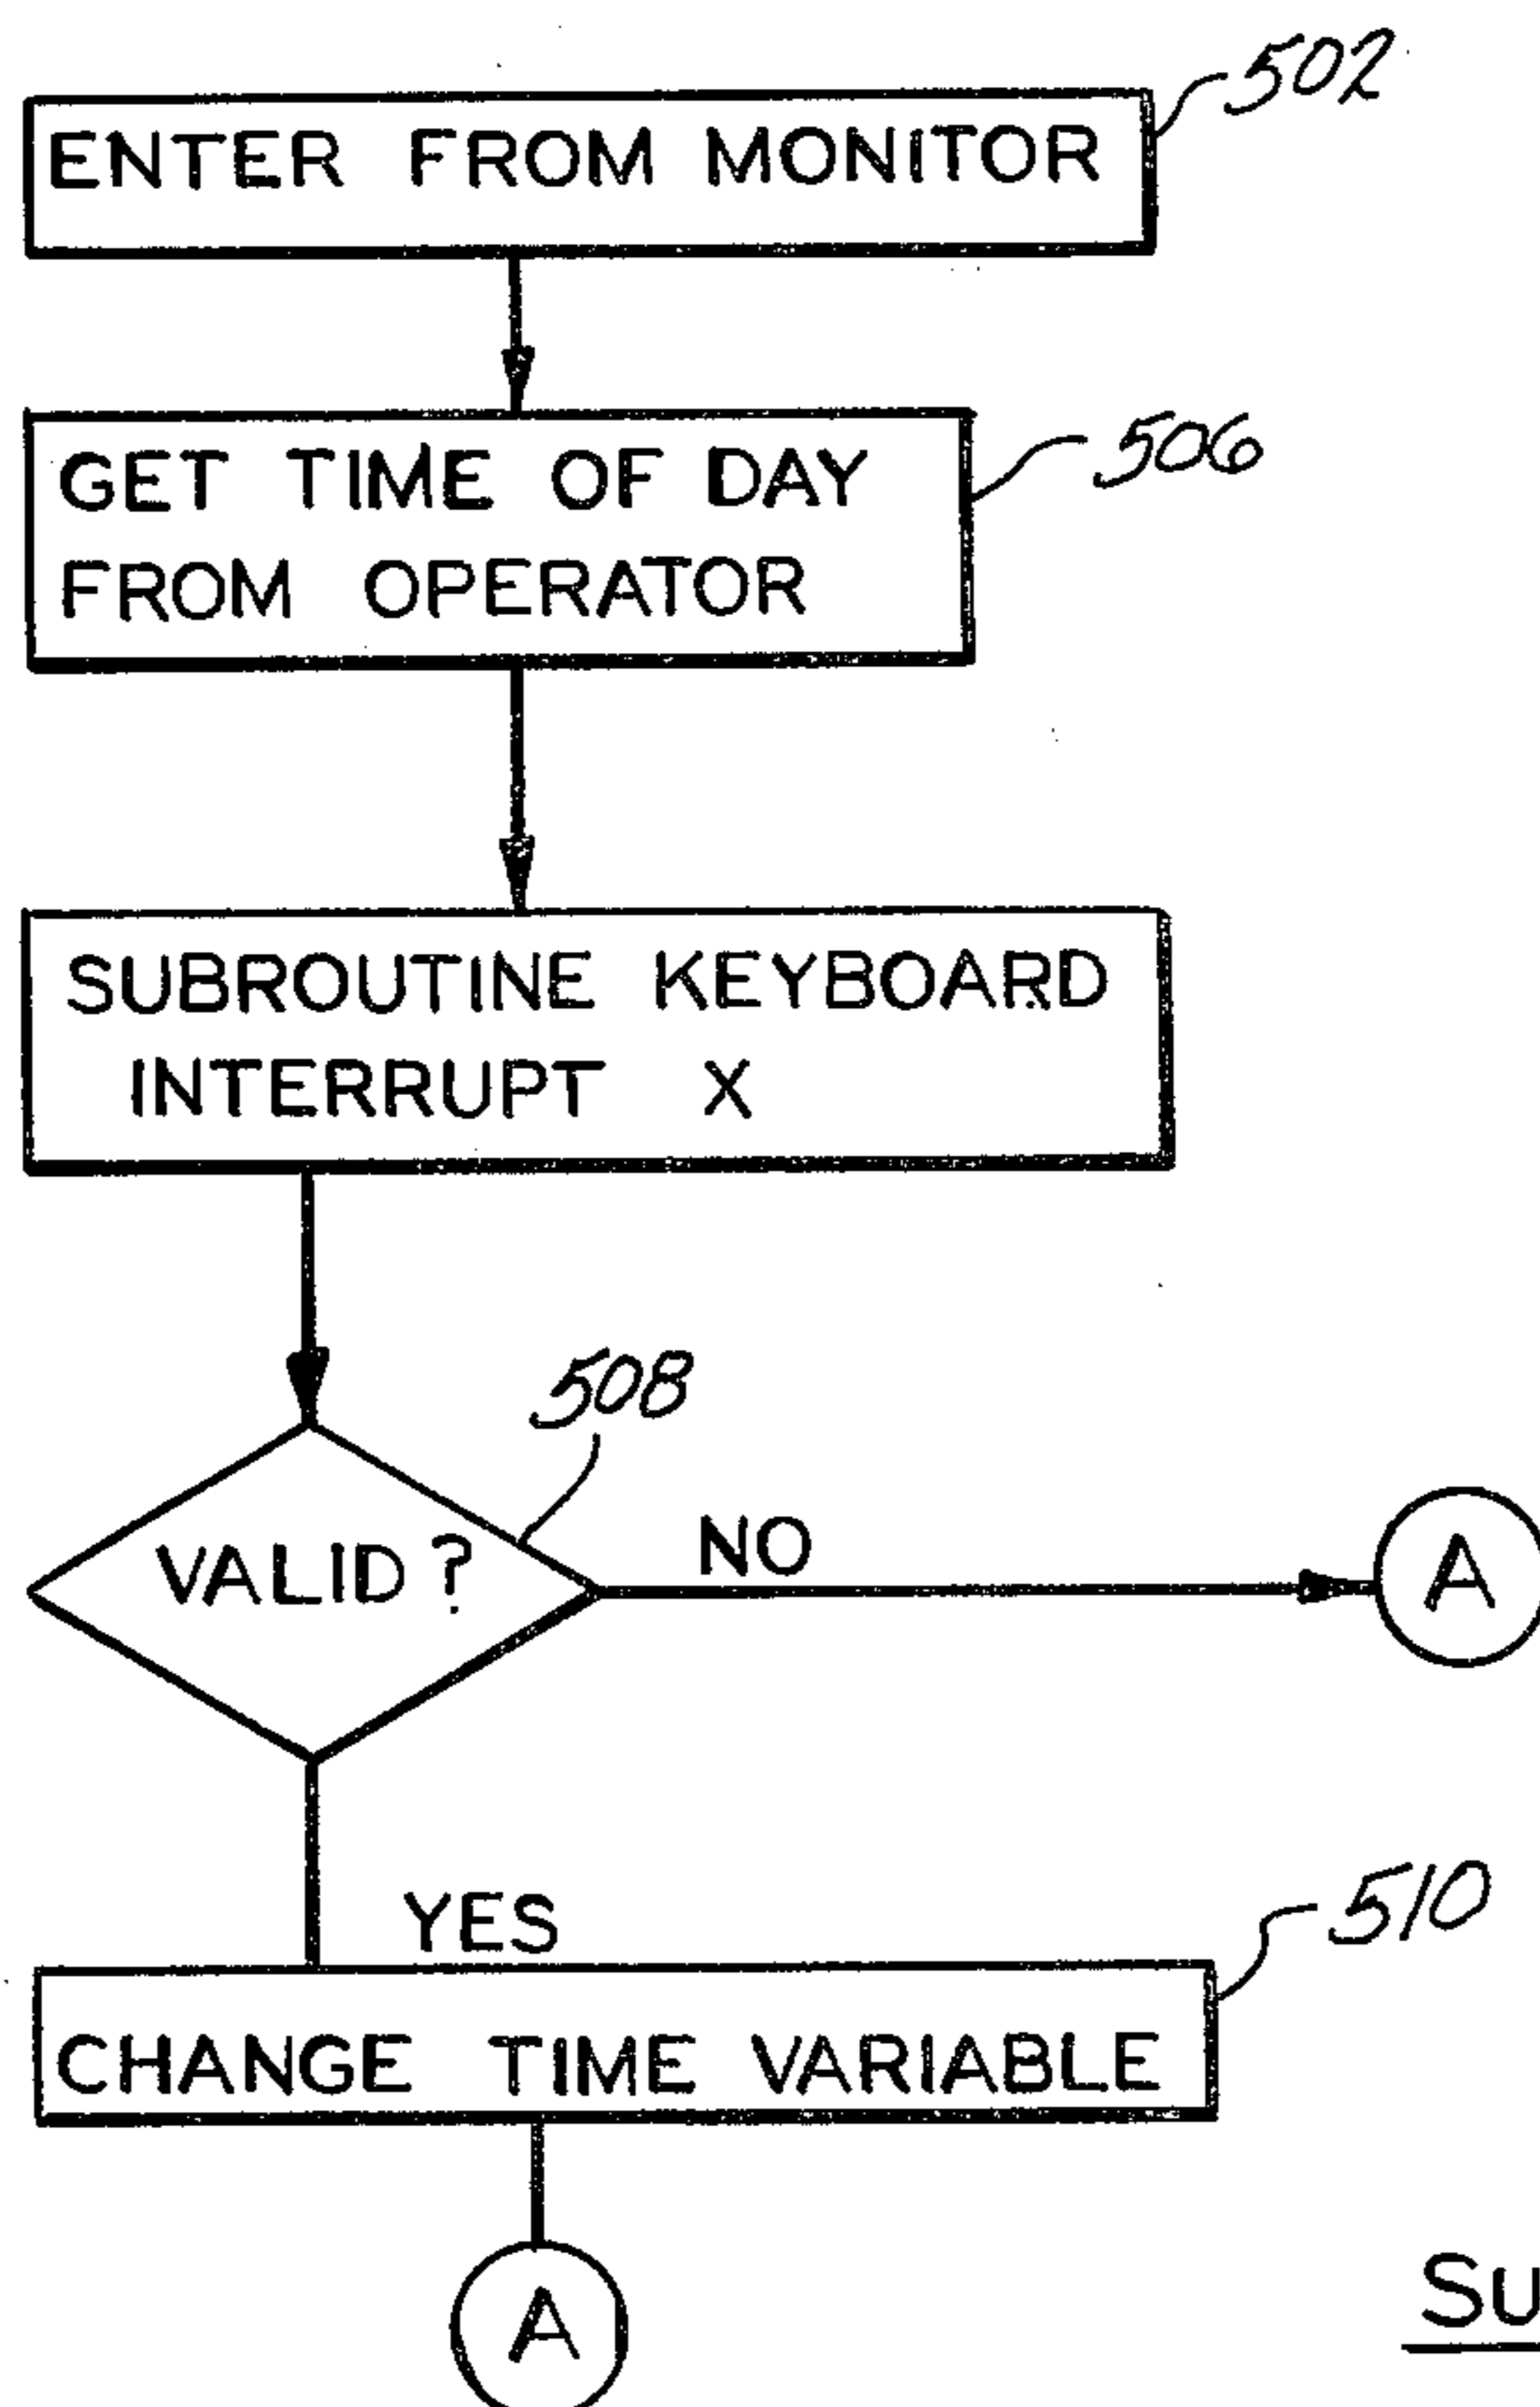 502
ENTER FROM MONITOR
506
GET TIME OF DAY
FROM OPERATOR
SUBROUTINE KEYBOARD
INTERRUPT X
508
VALID?
NO
A
YES
510
CHANGE TIME VARIABLE
A